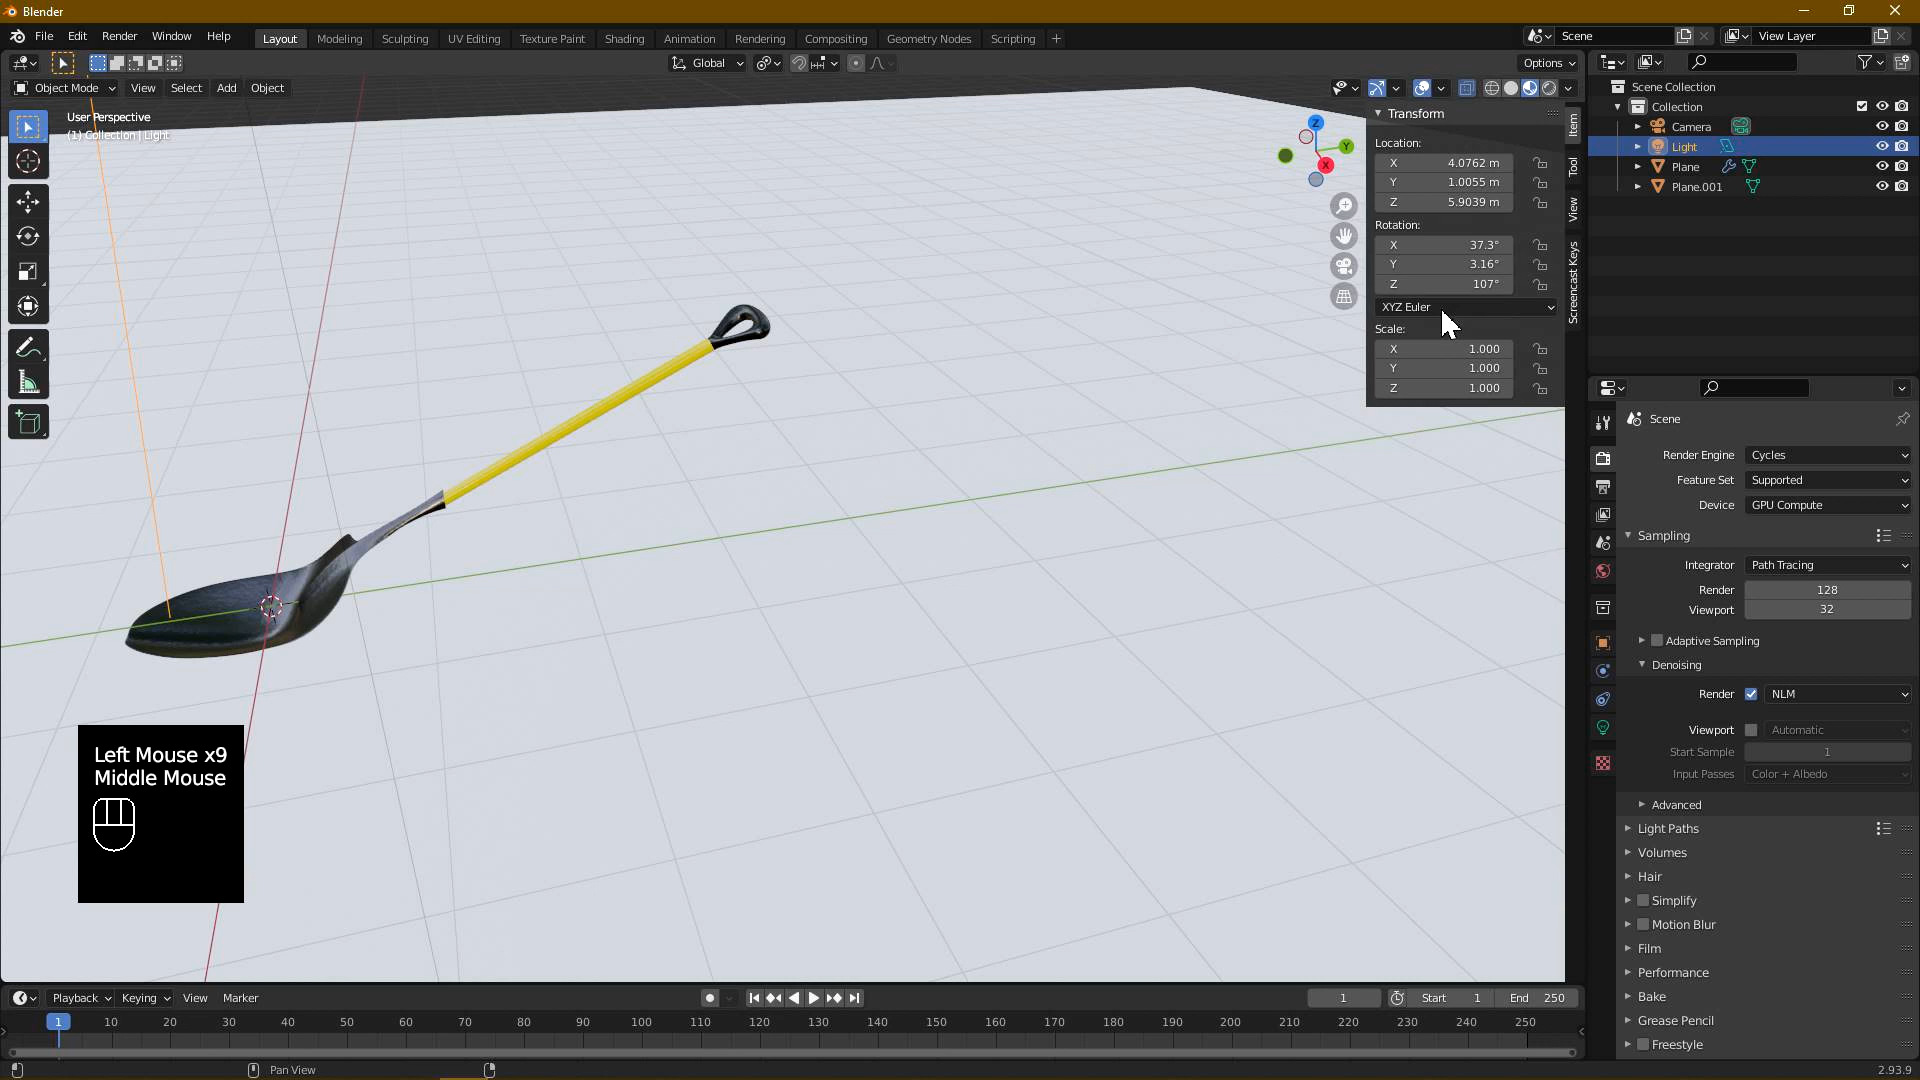 Blender
File Edit Render Window Help
Layout Modeling Sculpting UV Editing Texture Paint Shading Animation Rendering Compositing Geometry Nodes Scripting +
Scene
View Layer
Global
Options
Object Mode View Select Add Object
User Perspective
(1) Collection | Light
Z
Y
X
Transform
Location:
X 4.0762 m
Y 1.0055 m
Z 5.9039 m
Rotation:
X 37.3°
Y 3.16°
Z 107°
XYZ Euler
Scale:
X 1.000
Y 1.000
Z 1.000
Item
Tool
View
Screencast Keys
Scene Collection
Collection
Camera
Light
Plane
Plane.001
Scene
Render Engine Cycles
Feature Set Supported
Device GPU Compute
Sampling
Integrator Path Tracing
Render 128
Viewport 32
Adaptive Sampling
Denoising
Render NLM
Viewport Automatic
Start Sample 1
Input Passes Color + Albedo
Advanced
Light Paths
Volumes
Hair
Simplify
Motion Blur
Film
Performance
Bake
Grease Pencil
Freestyle
Left Mouse x9
Middle Mouse
Playback Keying View Marker
1
Start 1
End 250
1 10 20 30 40 50 60 70 80 90 100 110 120 130 140 150 160 170 180 190 200 210 220 230 240 250
Pan View
2.93.9